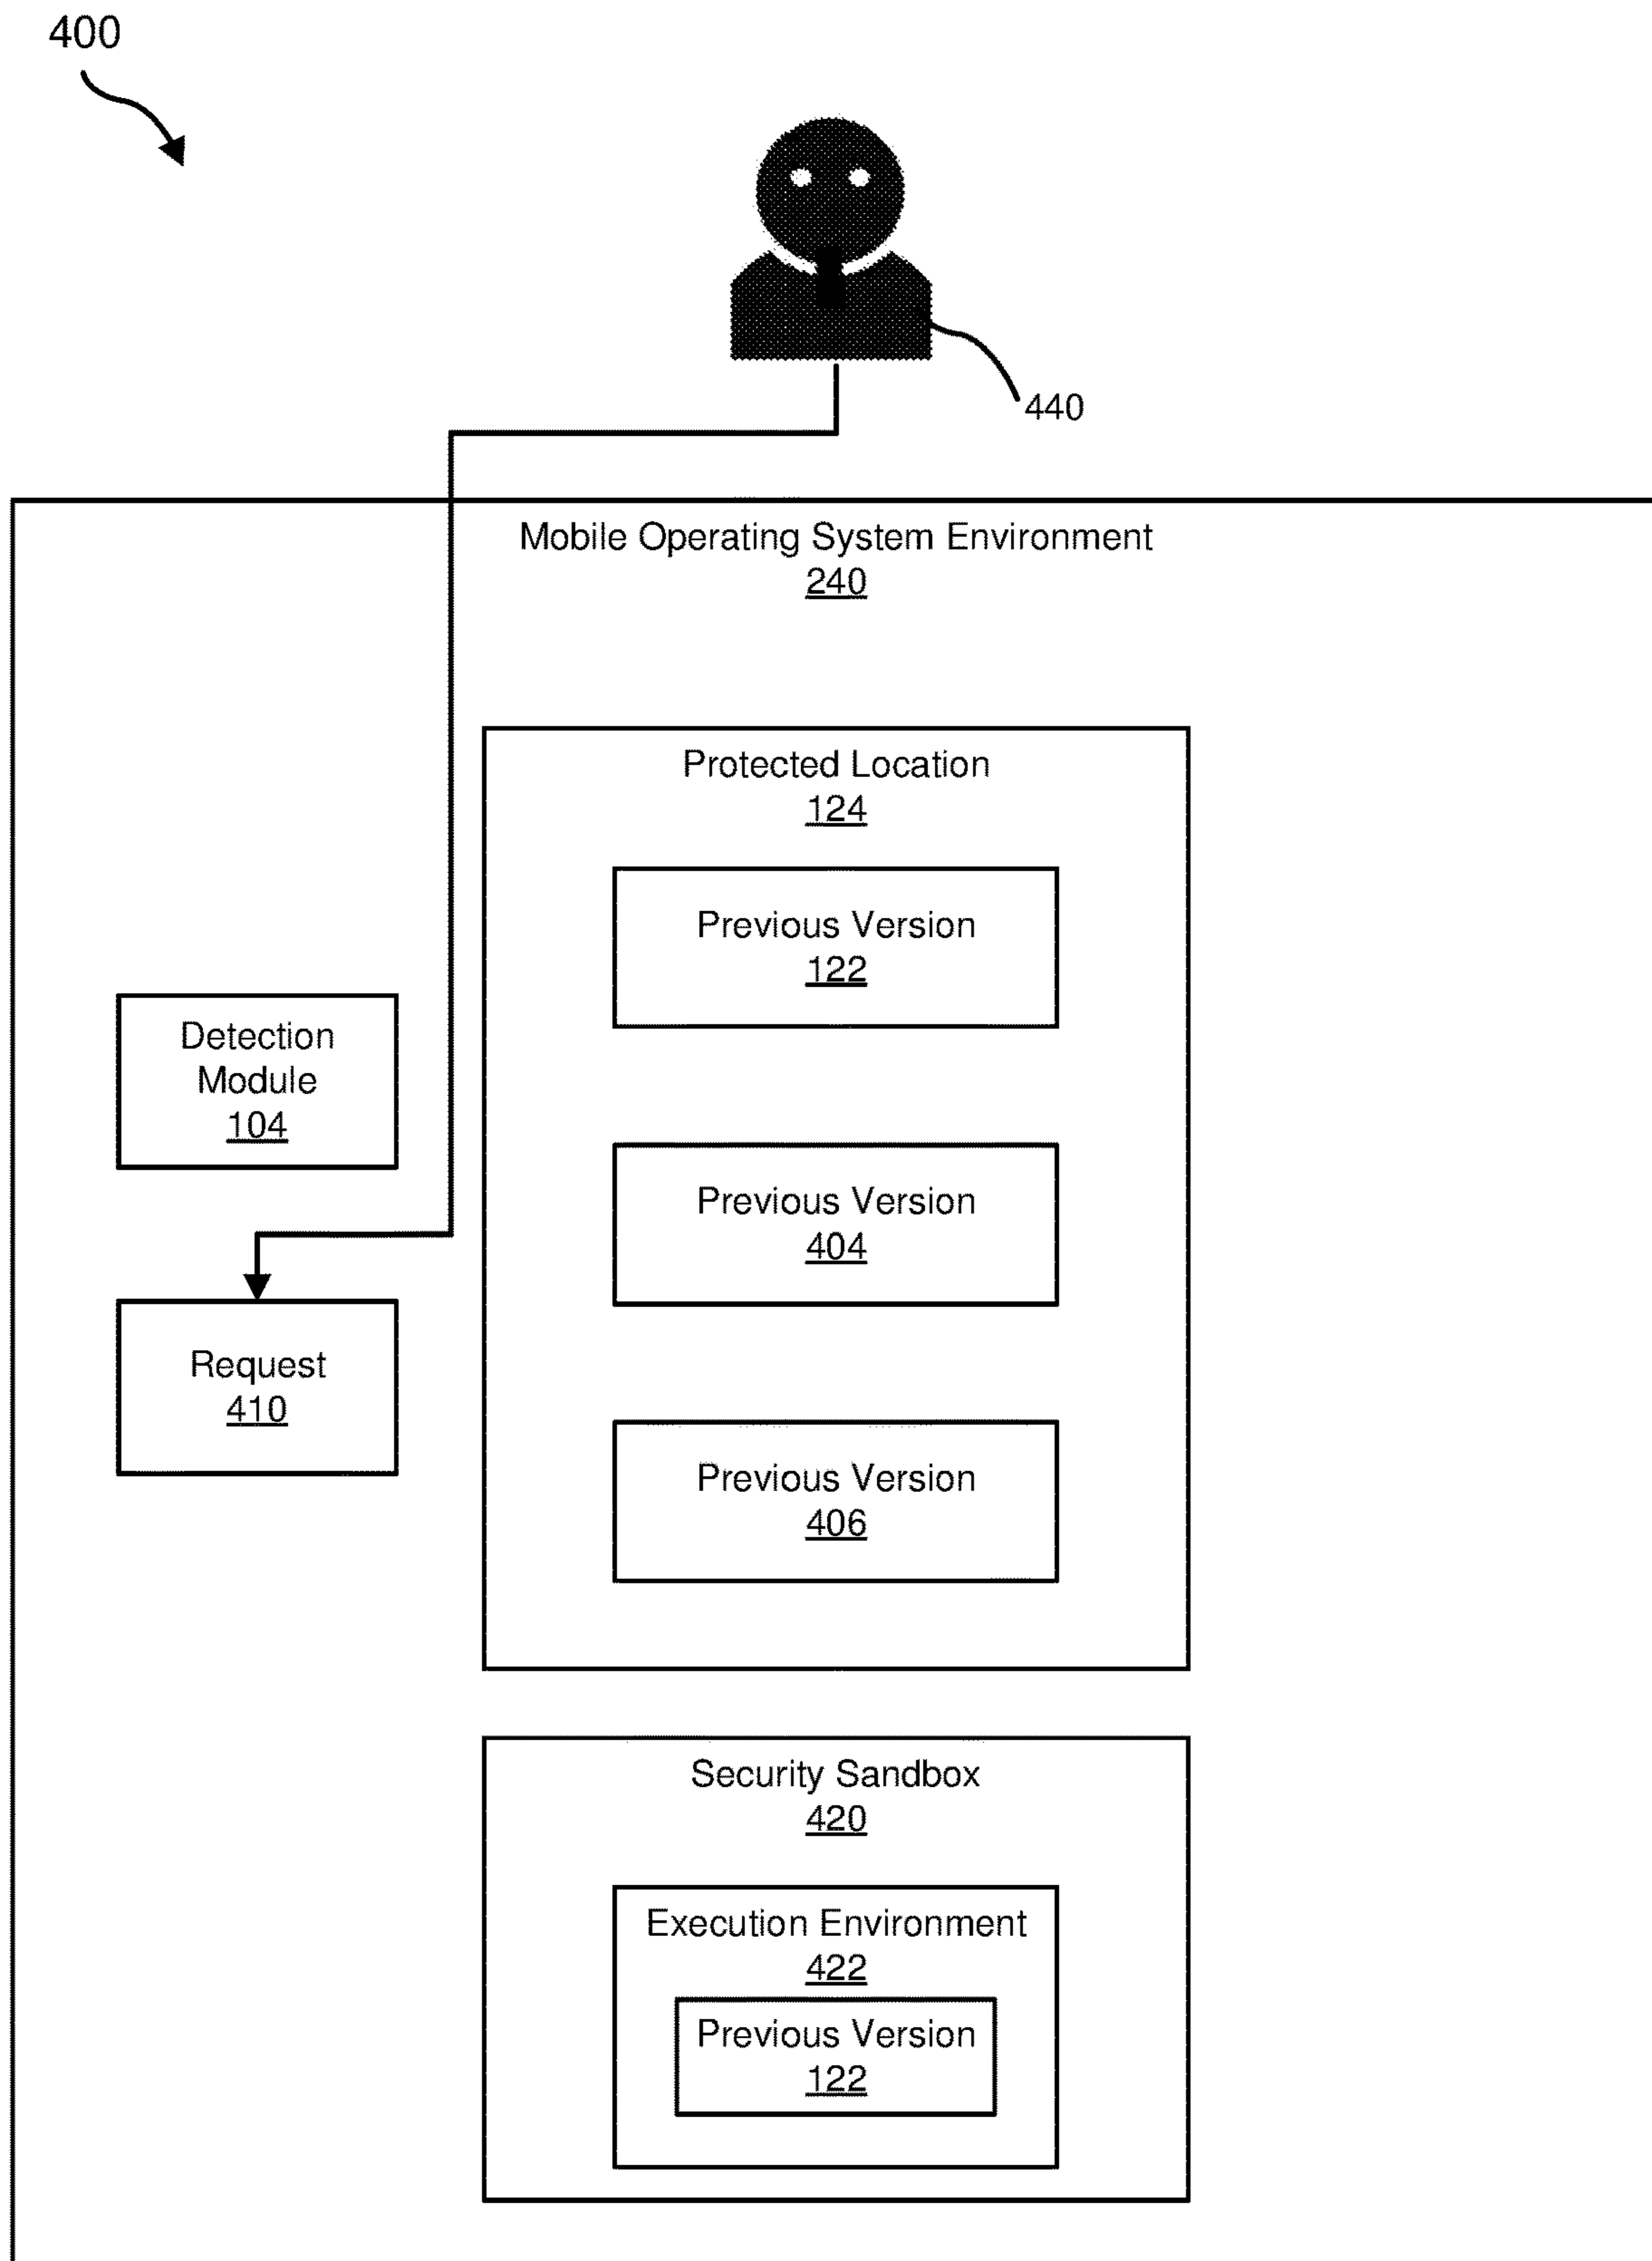 400
440
Mobile Operating System Environment
240
Protected Location
124
Previous Version
122
Detection
Module
104
Previous Version
404
Request
410
Previous Version
406
Security Sandbox
420
Execution Environment
422
Previous Version
122